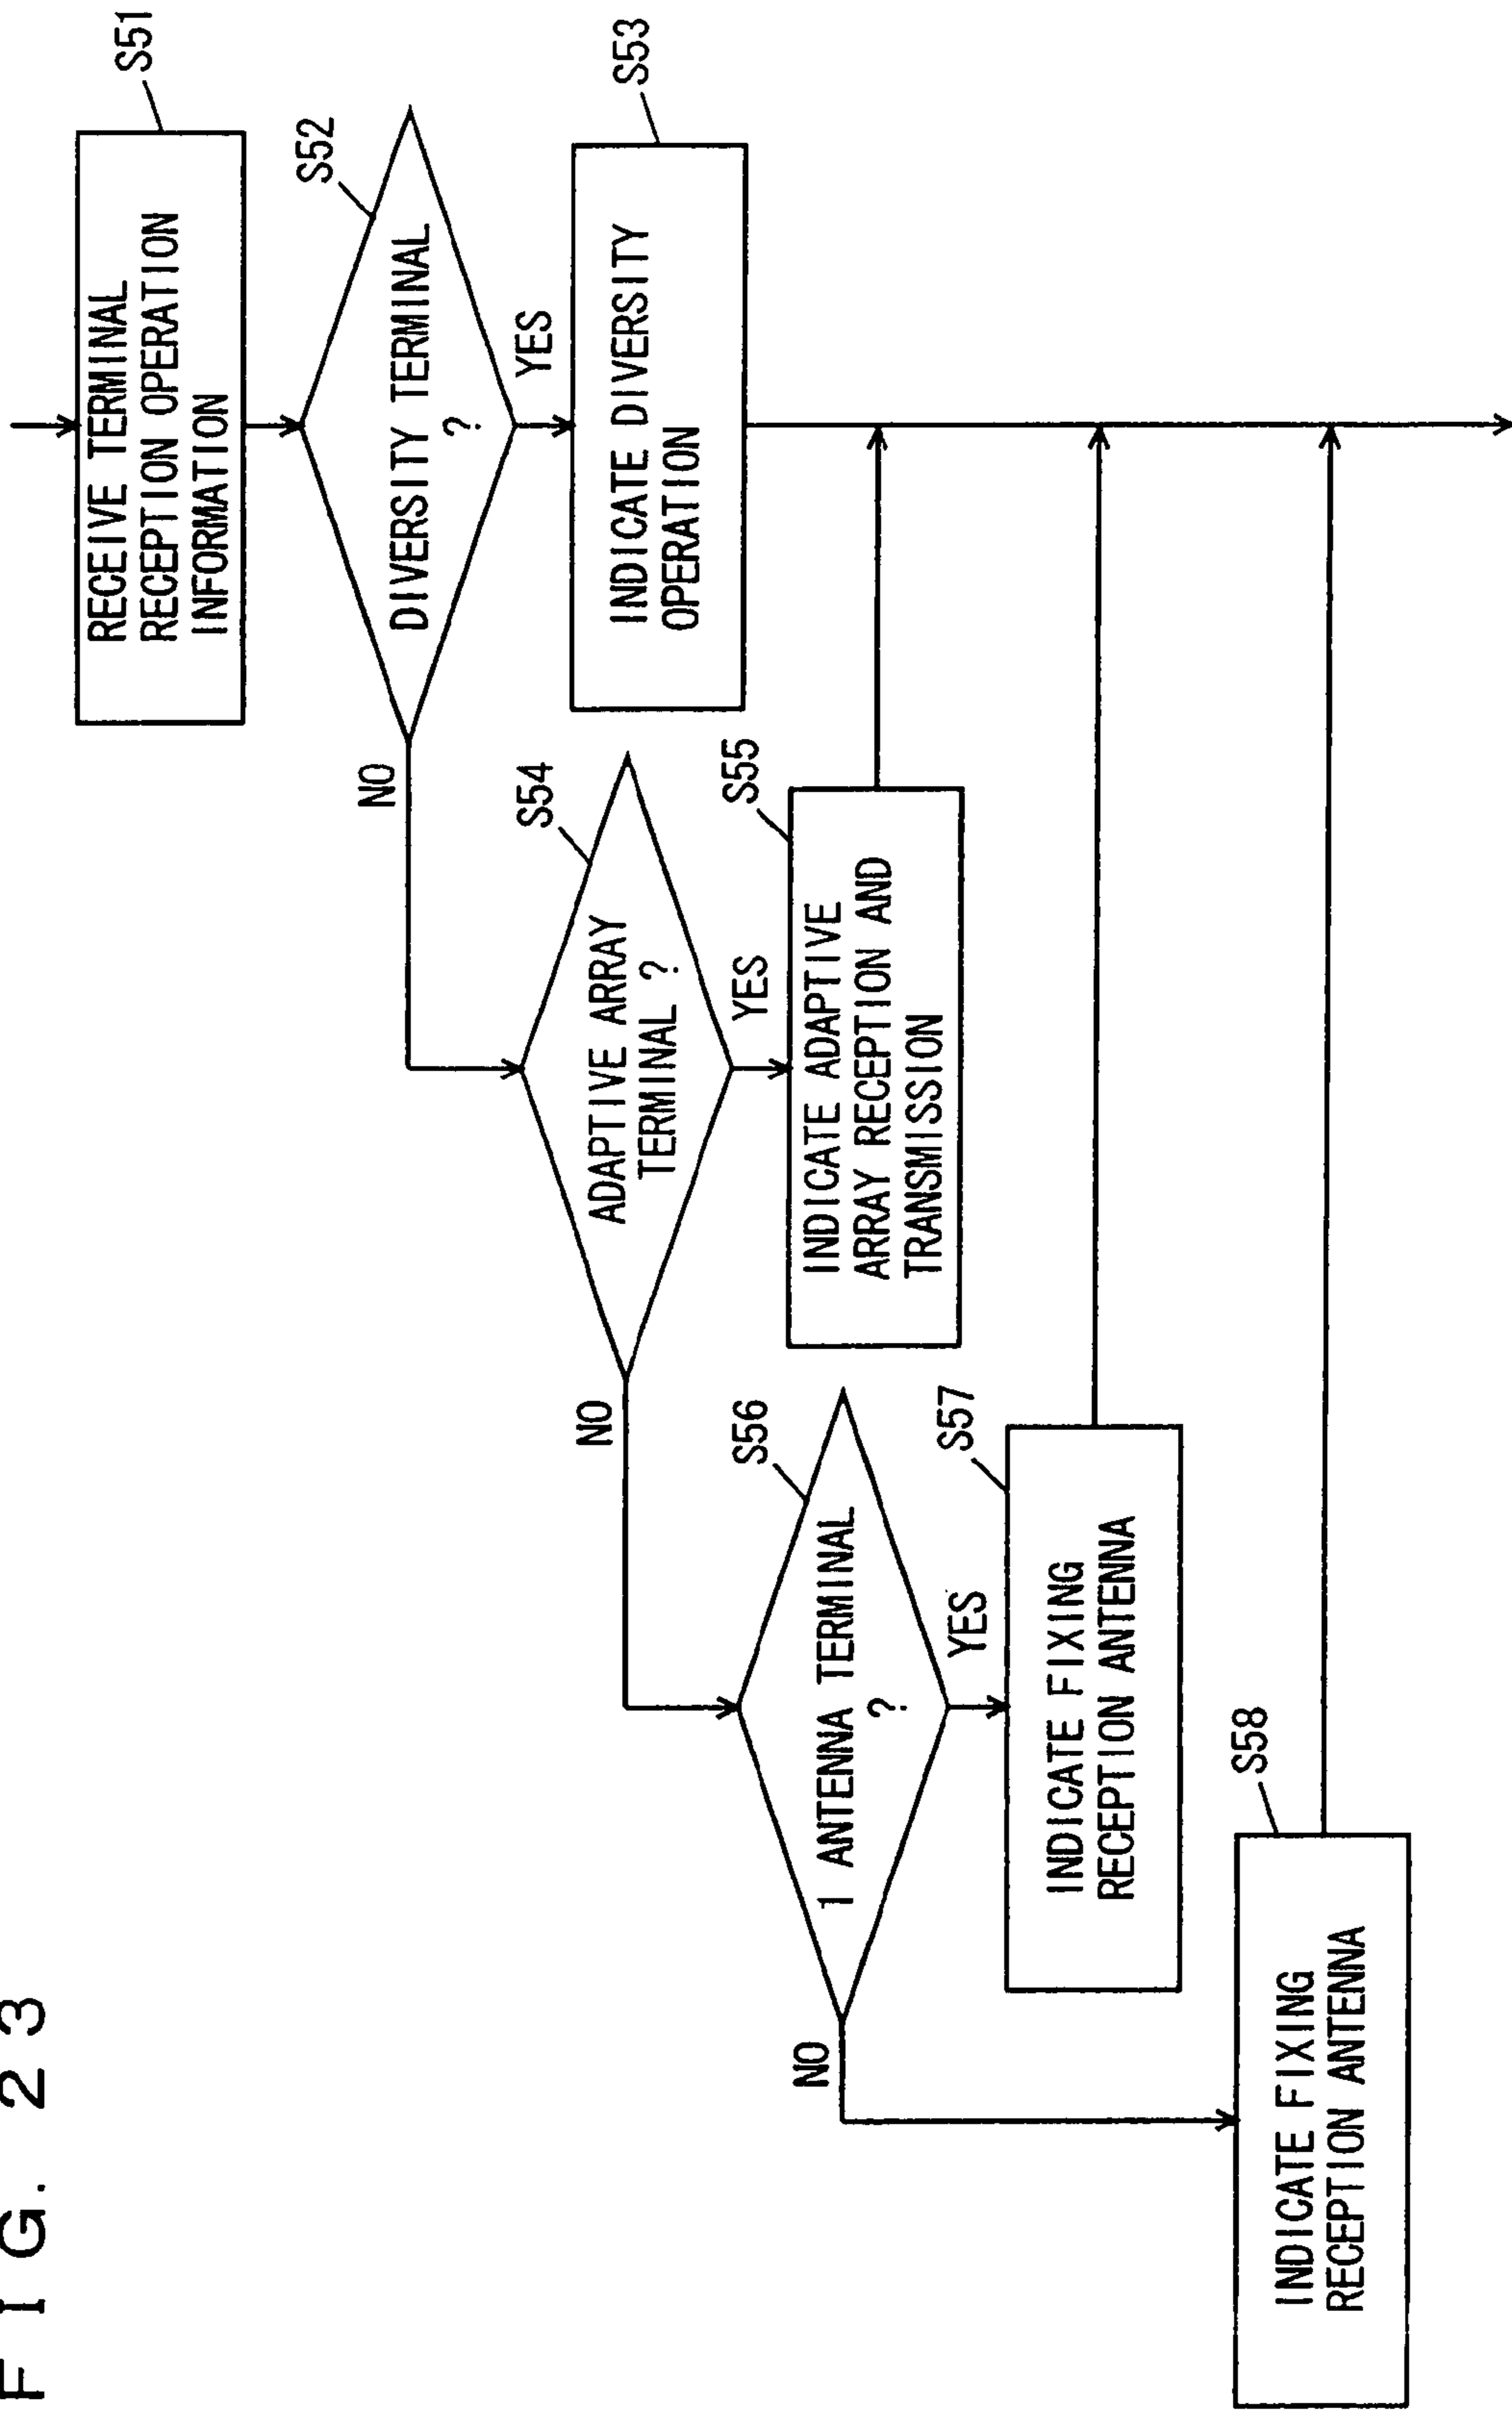 FIG. 23
S51
RECEIVE TERMINAL
RECEPTION OPERATION
INFORMATION
S52
DIVERSITY TERMINAL
?
NO
YES
S53
INDICATE DIVERSITY
OPERATION
S54
ADAPTIVE ARRAY
TERMINAL ?
NO
YES
S55
INDICATE ADAPTIVE
ARRAY RECEPTION AND
TRANSMISSION
S56
1 ANTENNA TERMINAL
?
NO
YES
S57
INDICATE FIXING
RECEPTION ANTENNA
S58
INDICATE FIXING
RECEPTION ANTENNA